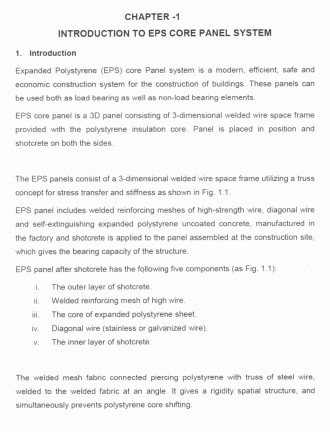 CHAPTER -1
INTRODUCTION TO EPS CORE PANEL SYSTEM
1. Introduction
Expanded Polystyrene (EPS) core Panel system is a modern, efficient, safe and
economic construction system for the construction of buildings. These panels can
be used both as load bearing as well as non-load bearing elements.
EPS core panel is a 3D panel consisting of 3-dimensional welded wire space frame
provided with the polystyrene insulation core. Panel is placed in position and
shotcrete on both the sides.
The EPS panels consist of a 3-dimensional welded wire space frame utilizing a truss
concept for stress transfer and stiffness as shown in Fig. 1.1.
EPS panel includes welded reinforcing meshes of high-strength wire, diagonal wire
and self-extinguishing expanded polystyrene uncoated concrete, manufactured in
the factory and shotcrete is applied to the panel assembled at the construction site,
which gives the bearing capacity of the structure.
EPS panel after shotcrete has the following five components (as Fig. 1.1):
i. The outer layer of shotcrete.
ii. Welded reinforcing mesh of high wire.
iii. The core of expanded polystyrene sheet.
iv. Diagonal wire (stainless or galvanized wire).
v. The inner layer of shotcrete.
The welded mesh fabric connected piercing polystyrene with truss of steel wire,
welded to the welded fabric at an angle. It gives a rigidity spatial structure, and
simultaneously prevents polystyrene core shifting.